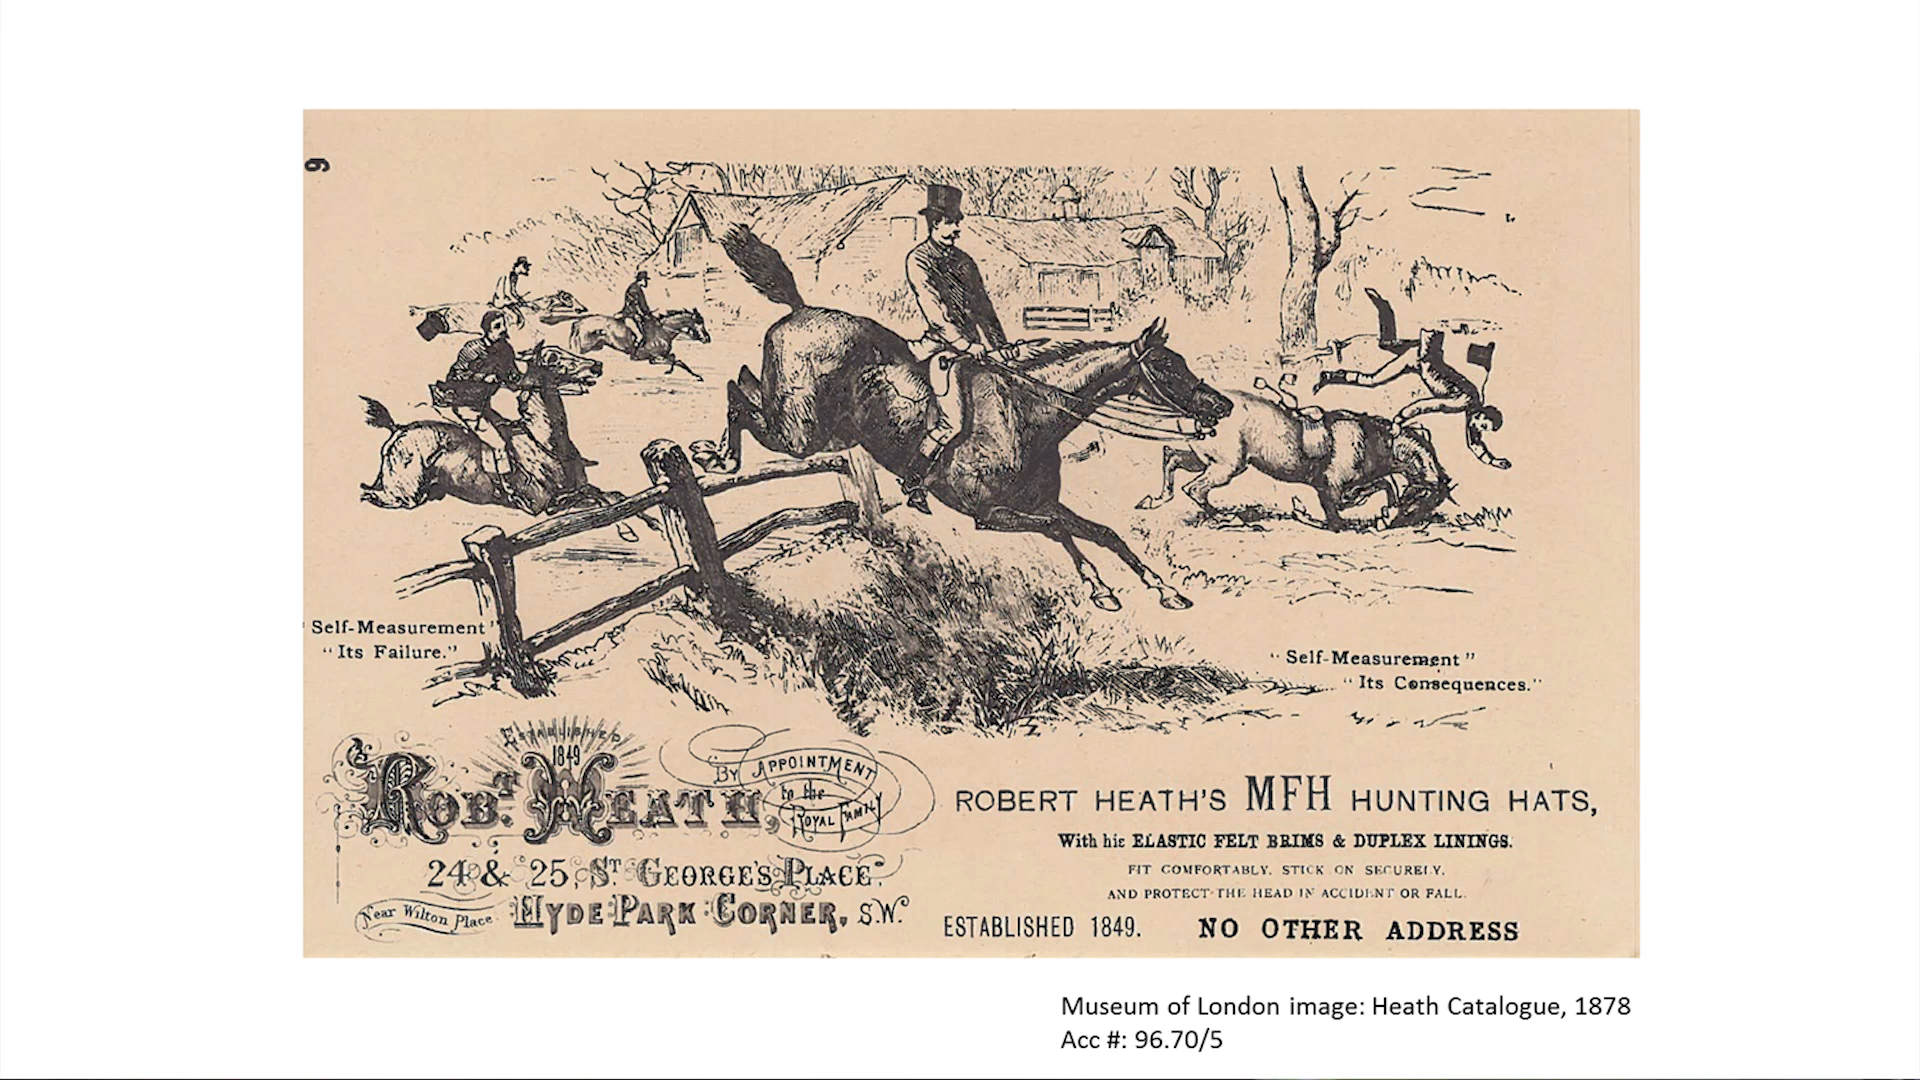 9
"Self-Measurement"
"Its Failure."
"Self-Measurement"
"Its Consequences."
ESTABLISHED
1849
ROBT. HEATH,
BY APPOINTMENT
to the
ROYAL FAMILY
24 & 25, ST GEORGE'S PLACE,
Near Wilton Place
HYDE PARK CORNER, S.W.
ROBERT HEATH'S MFH HUNTING HATS,
With his ELASTIC FELT BRIMS & DUPLEX LININGS.
FIT COMFORTABLY. STICK ON SECURELY.
AND PROTECT THE HEAD IN ACCIDENT OR FALL.
ESTABLISHED 1849. NO OTHER ADDRESS
Museum of London image: Heath Catalogue, 1878
Acc #: 96.70/5